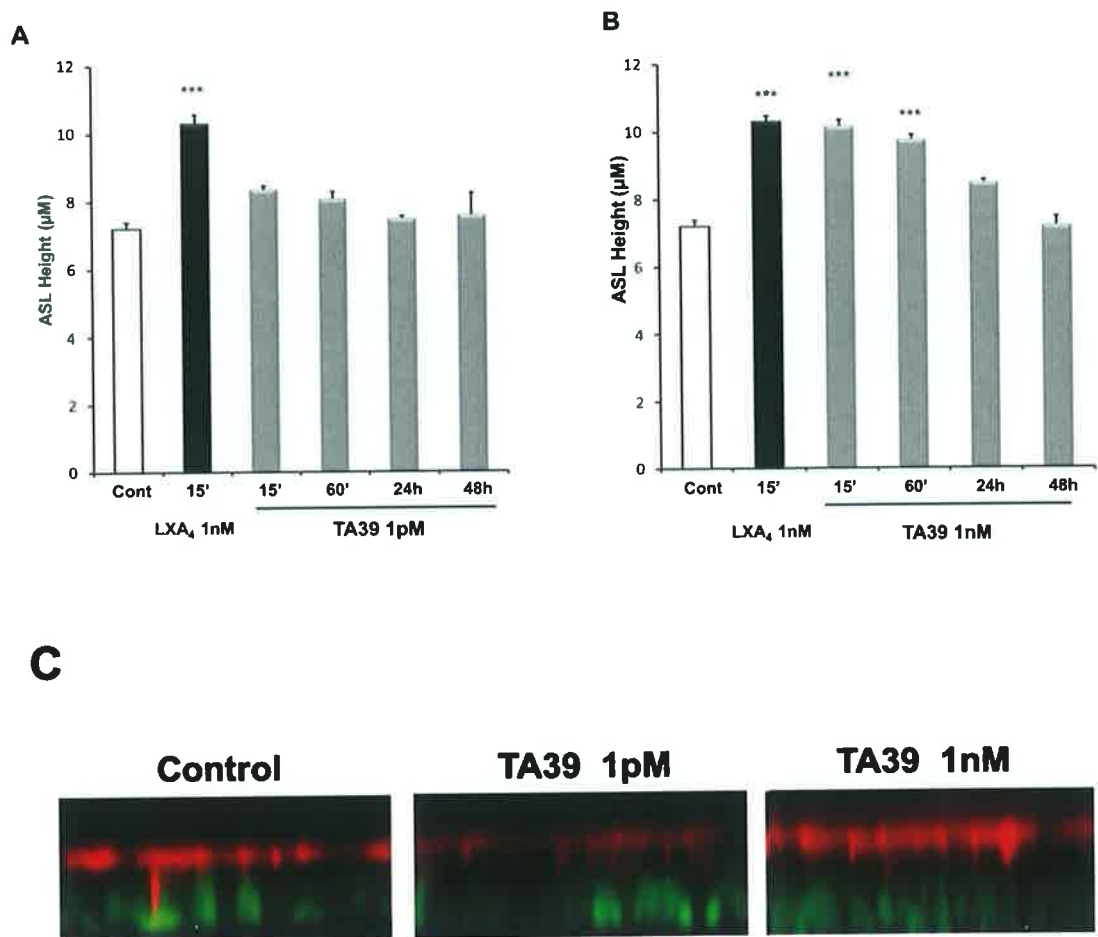 A
12
10
8
6
4
2
0
ASL Height (µM)
***
Cont 15' 15' 60' 24h 48h
LXA₄ 1nM TA39 1pM
B
12
10
8
6
4
2
0
ASL Height (µM)
*** *** ***
Cont 15' 15' 60' 24h 48h
LXA₄ 1nM TA39 1nM
C
Control TA39 1pM TA39 1nM